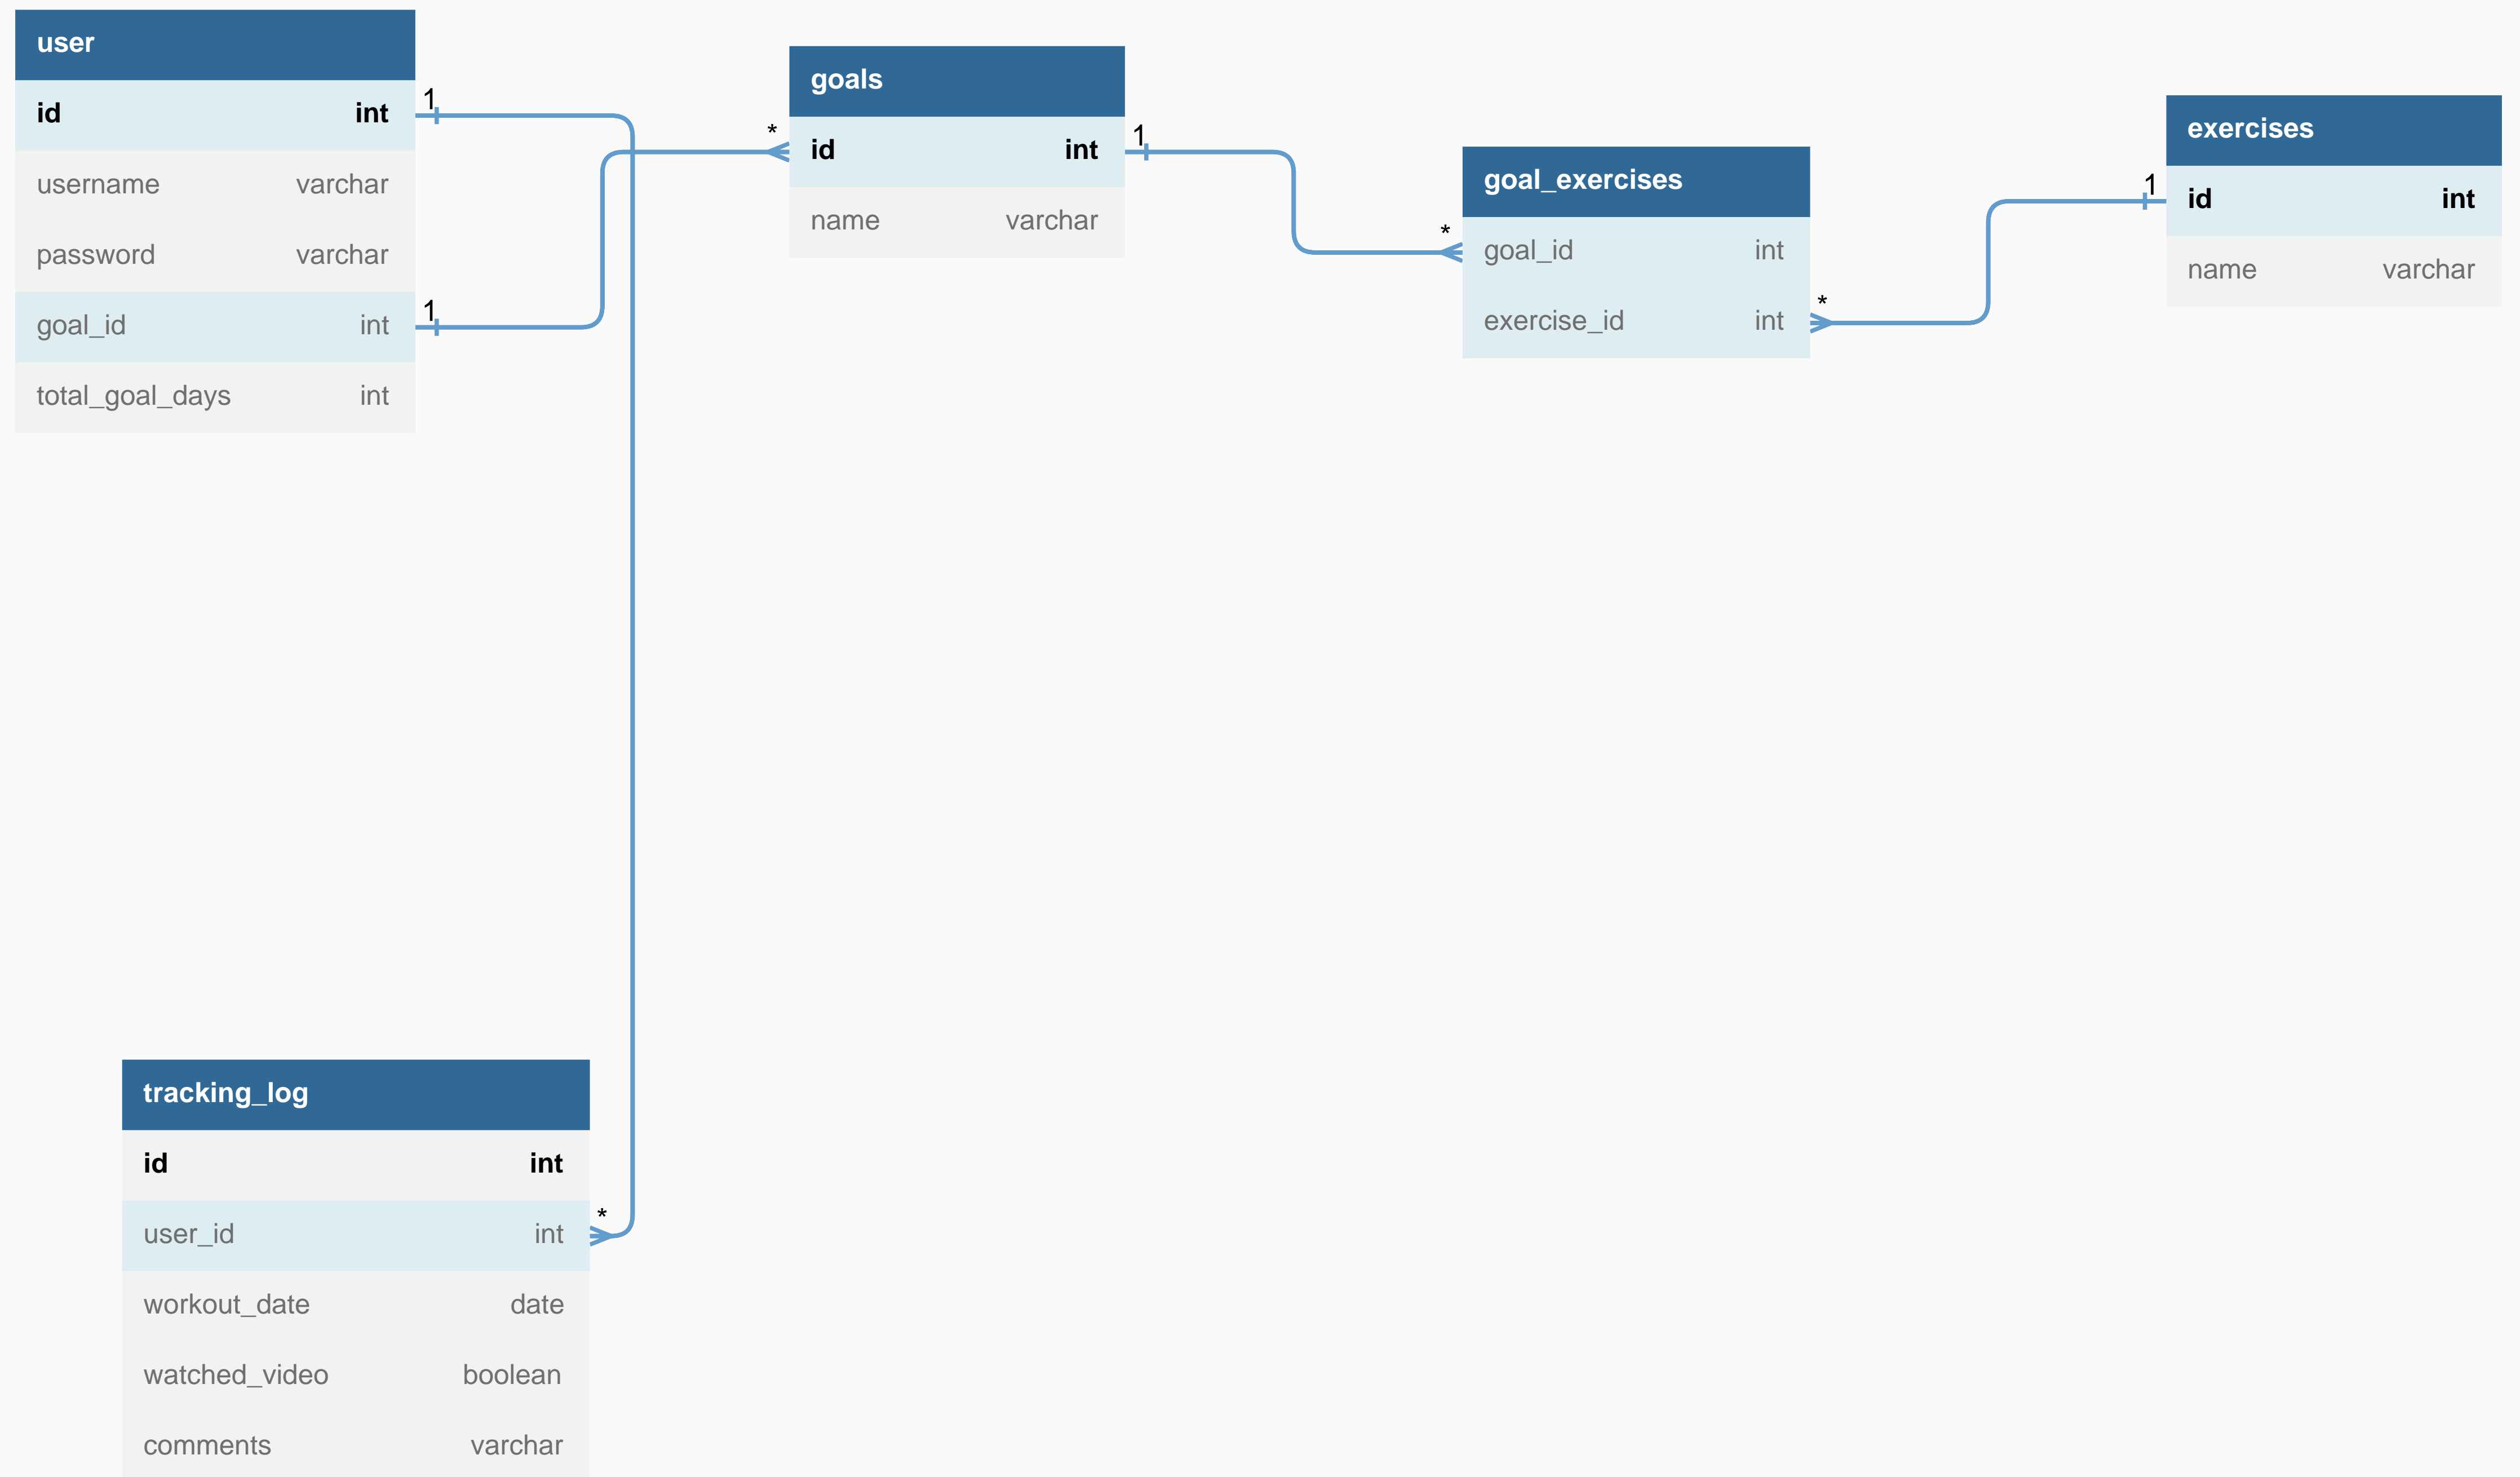 user
id int
username varchar
password varchar
goal_id int
total_goal_days int
1
1
goals
id int
name varchar
*
1
goal_exercises
goal_id int
exercise_id int
*
*
exercises
id int
name varchar
1
tracking_log
id int
user_id int
workout_date date
watched_video boolean
comments varchar
*